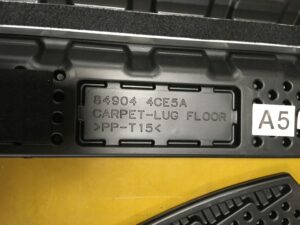 84904 4CE5A
CARPET-LUG FLOOR
>PP-T15<
A5